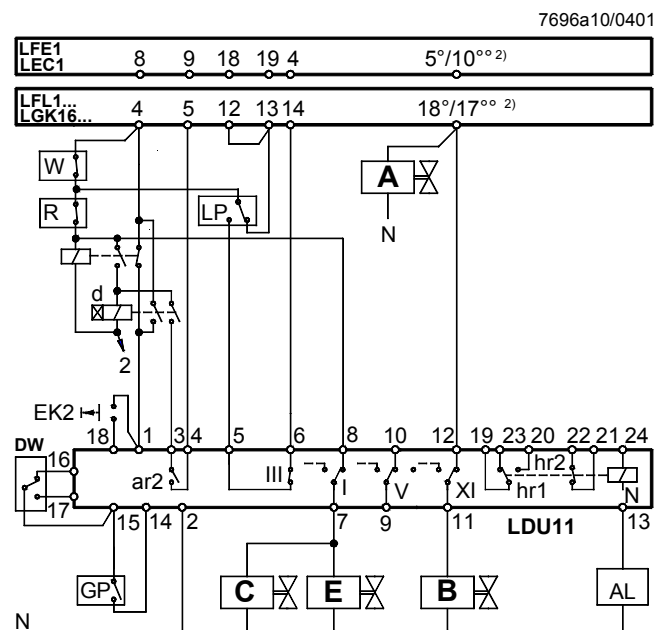 7696a10/0401
LFE1
LEC1
8 9 18 19 4 5°/10°° 2)
LFL1...
LGK16...
4 5 12 13 14 18°/17°° 2)
W
A
R
LP
N
d
2
EK2
18 1 3 4 5 6 8 10 12 19 23 20 22 21 24
DW
16
ar2 III I V XI hr1 hr2 N
17
15 14 2 7 9 11 LDU11 13
GP C E B AL
N